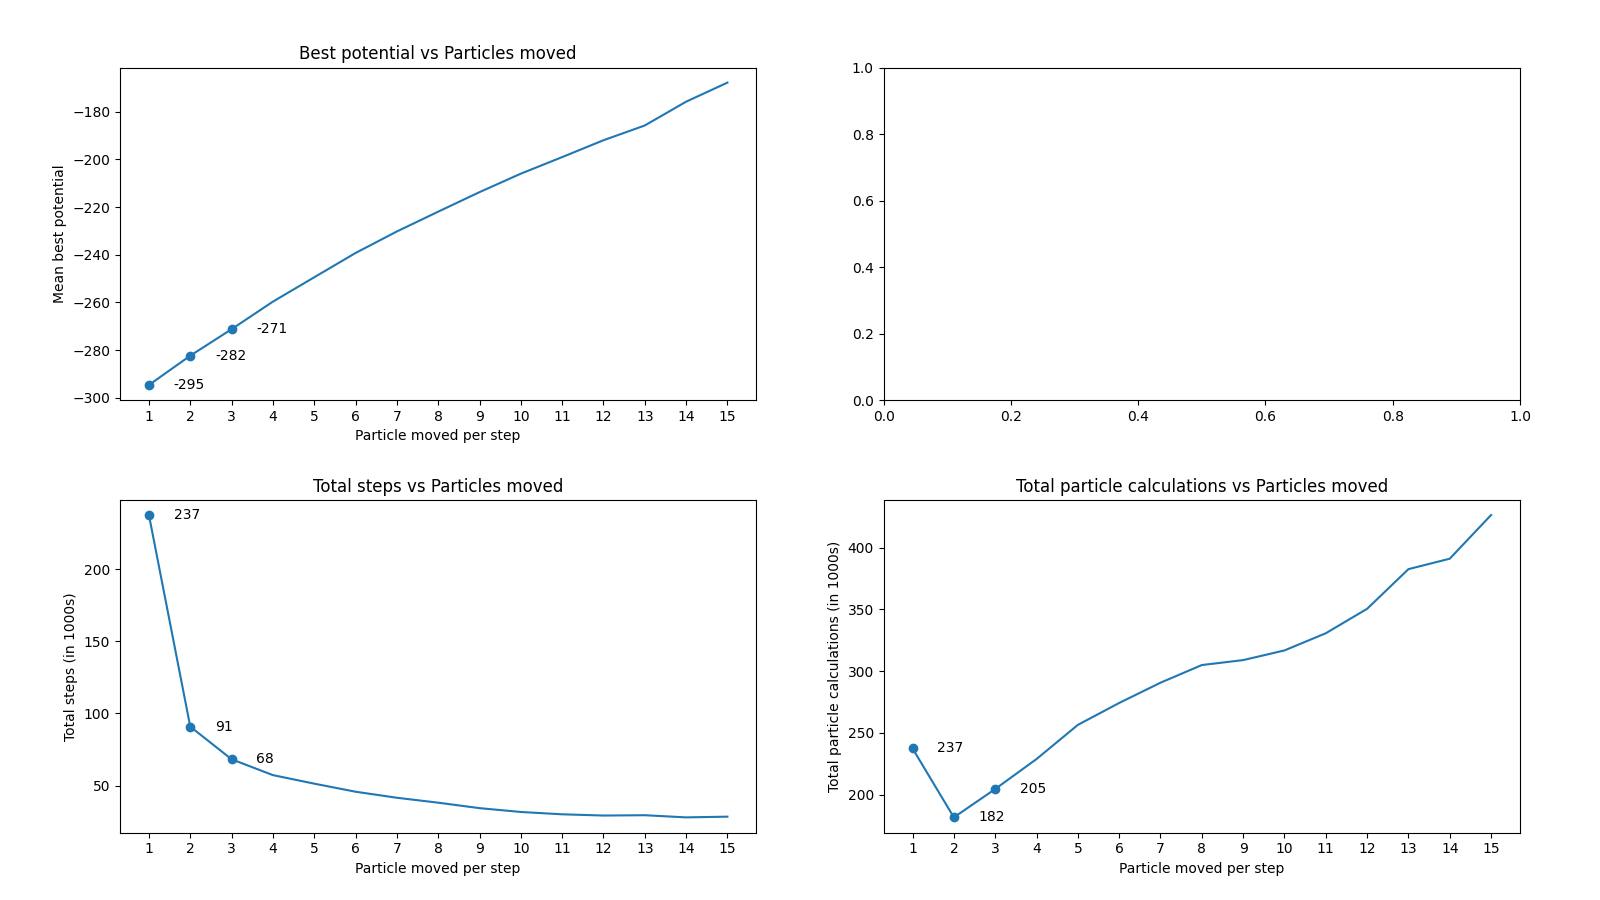 Best potential vs Particles moved
Mean best potential
−180
−200
−220
−240
−260
−280
−300
-271
-282
-295
1 2 3 4 5 6 7 8 9 10 11 12 13 14 15
Particle moved per step
1.0
0.8
0.6
0.4
0.2
0.0
0.0 0.2 0.4 0.6 0.8 1.0
Total steps vs Particles moved
Total steps (in 1000s)
200
150
100
50
237
91
68
1 2 3 4 5 6 7 8 9 10 11 12 13 14 15
Particle moved per step
Total particle calculations vs Particles moved
Total particle calculations (in 1000s)
400
350
300
250
200
237
205
182
1 2 3 4 5 6 7 8 9 10 11 12 13 14 15
Particle moved per step